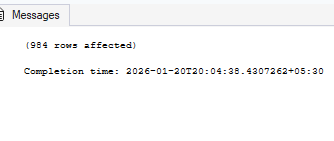 Messages
(984 rows affected)
Completion time: 2026-01-20T20:04:38.4307262+05:30